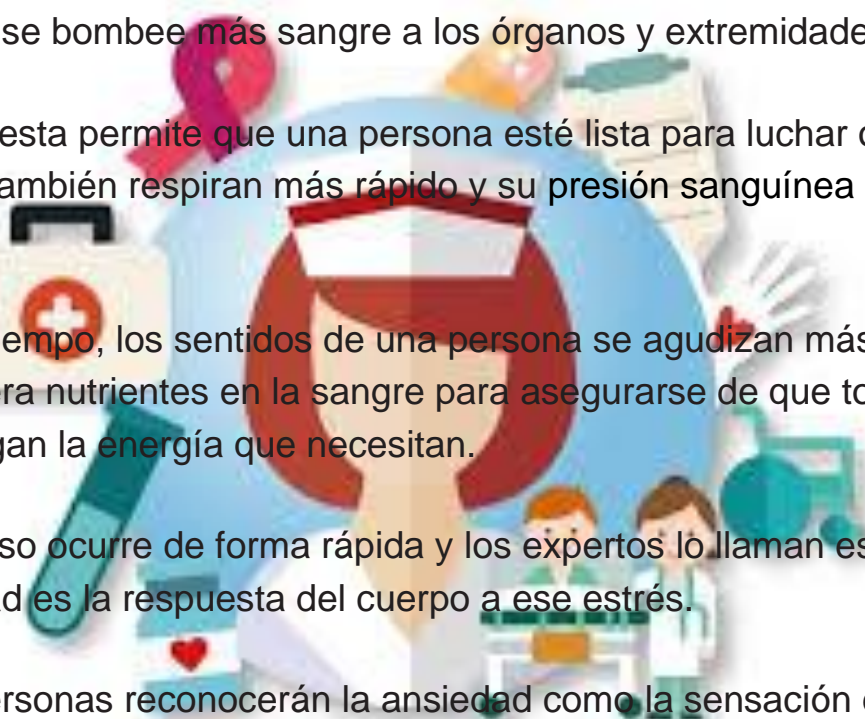 se bombee más sangre a los órganos y extremidade
esta permite que una persona esté lista para luchar
ambién respiran más rápido y su presión sanguínea
empo, los sentidos de una persona se agudizan más
era nutrientes en la sangre para asegurarse de que to
gan la energía que necesitan.
so ocurre de forma rápida y los expertos lo llaman es
ad es la respuesta del cuerpo a ese estrés.
ersonas reconocerán la ansiedad como la sensación